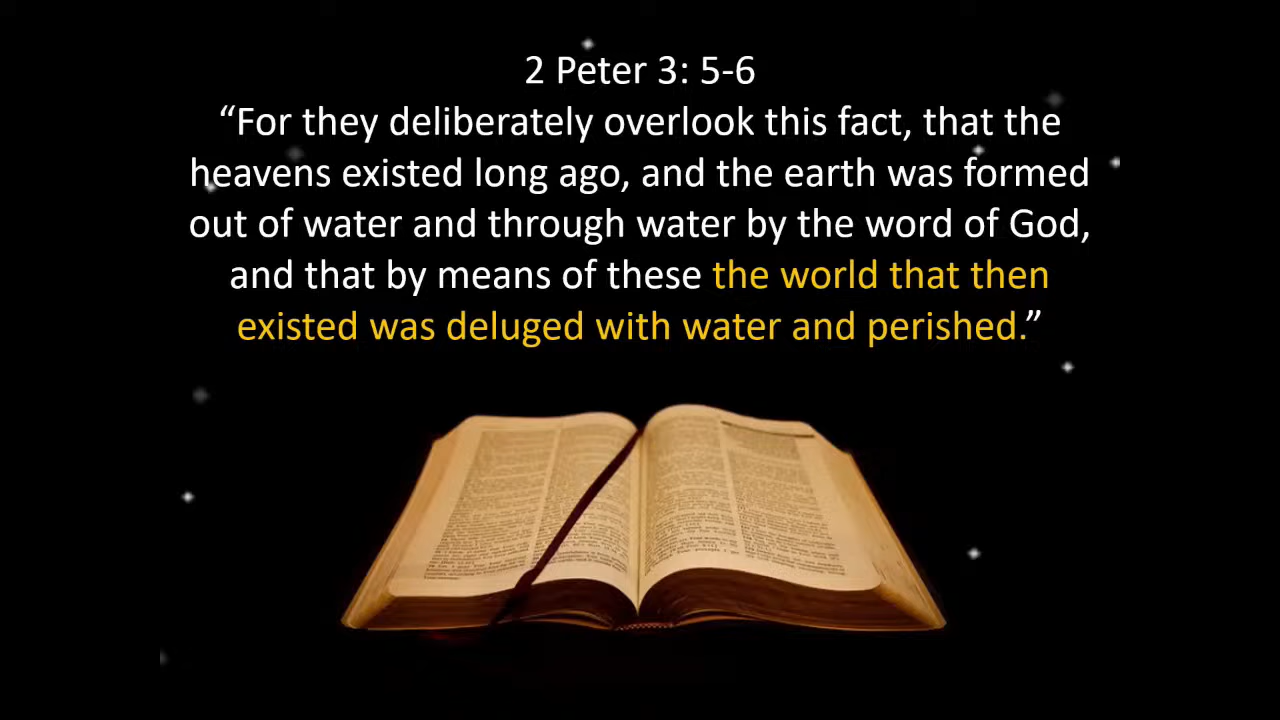 2 Peter 3: 5-6
“For they deliberately overlook this fact, that the
heavens existed long ago, and the earth was formed
out of water and through water by the word of God,
and that by means of these the world that then
existed was deluged with water and perished.”